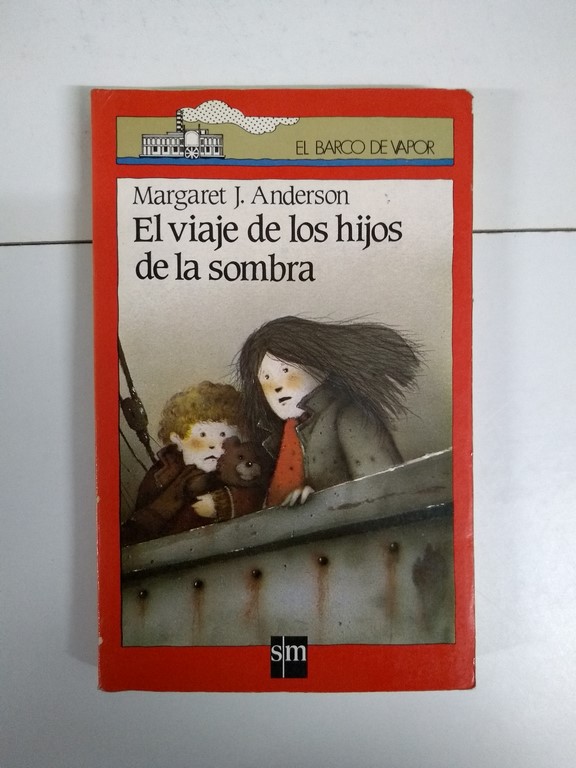 EL BARCO DE VAPOR
Margaret J. Anderson
El viaje de los hijos
de la sombra
sm